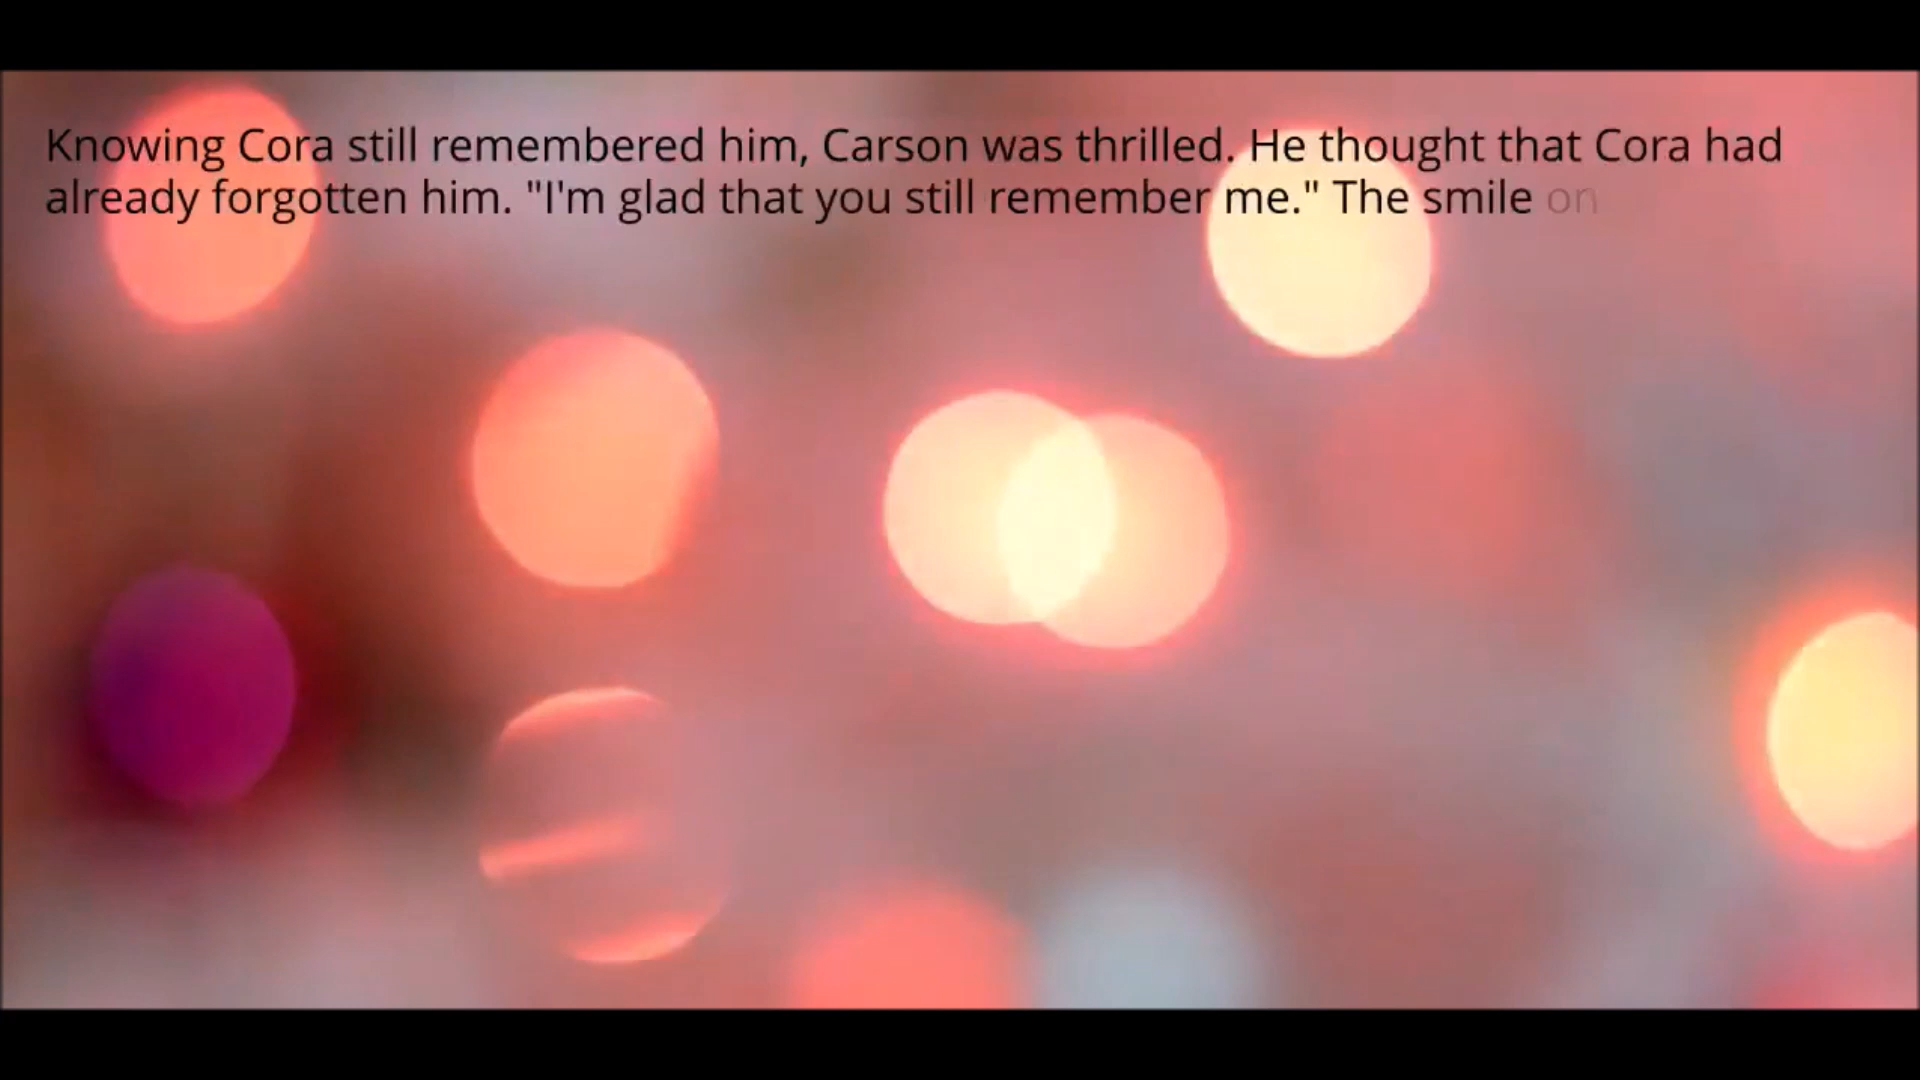 Knowing Cora still remembered him, Carson was thrilled. He thought that Cora had
already forgotten him. "I'm glad that you still remember me." The smile on